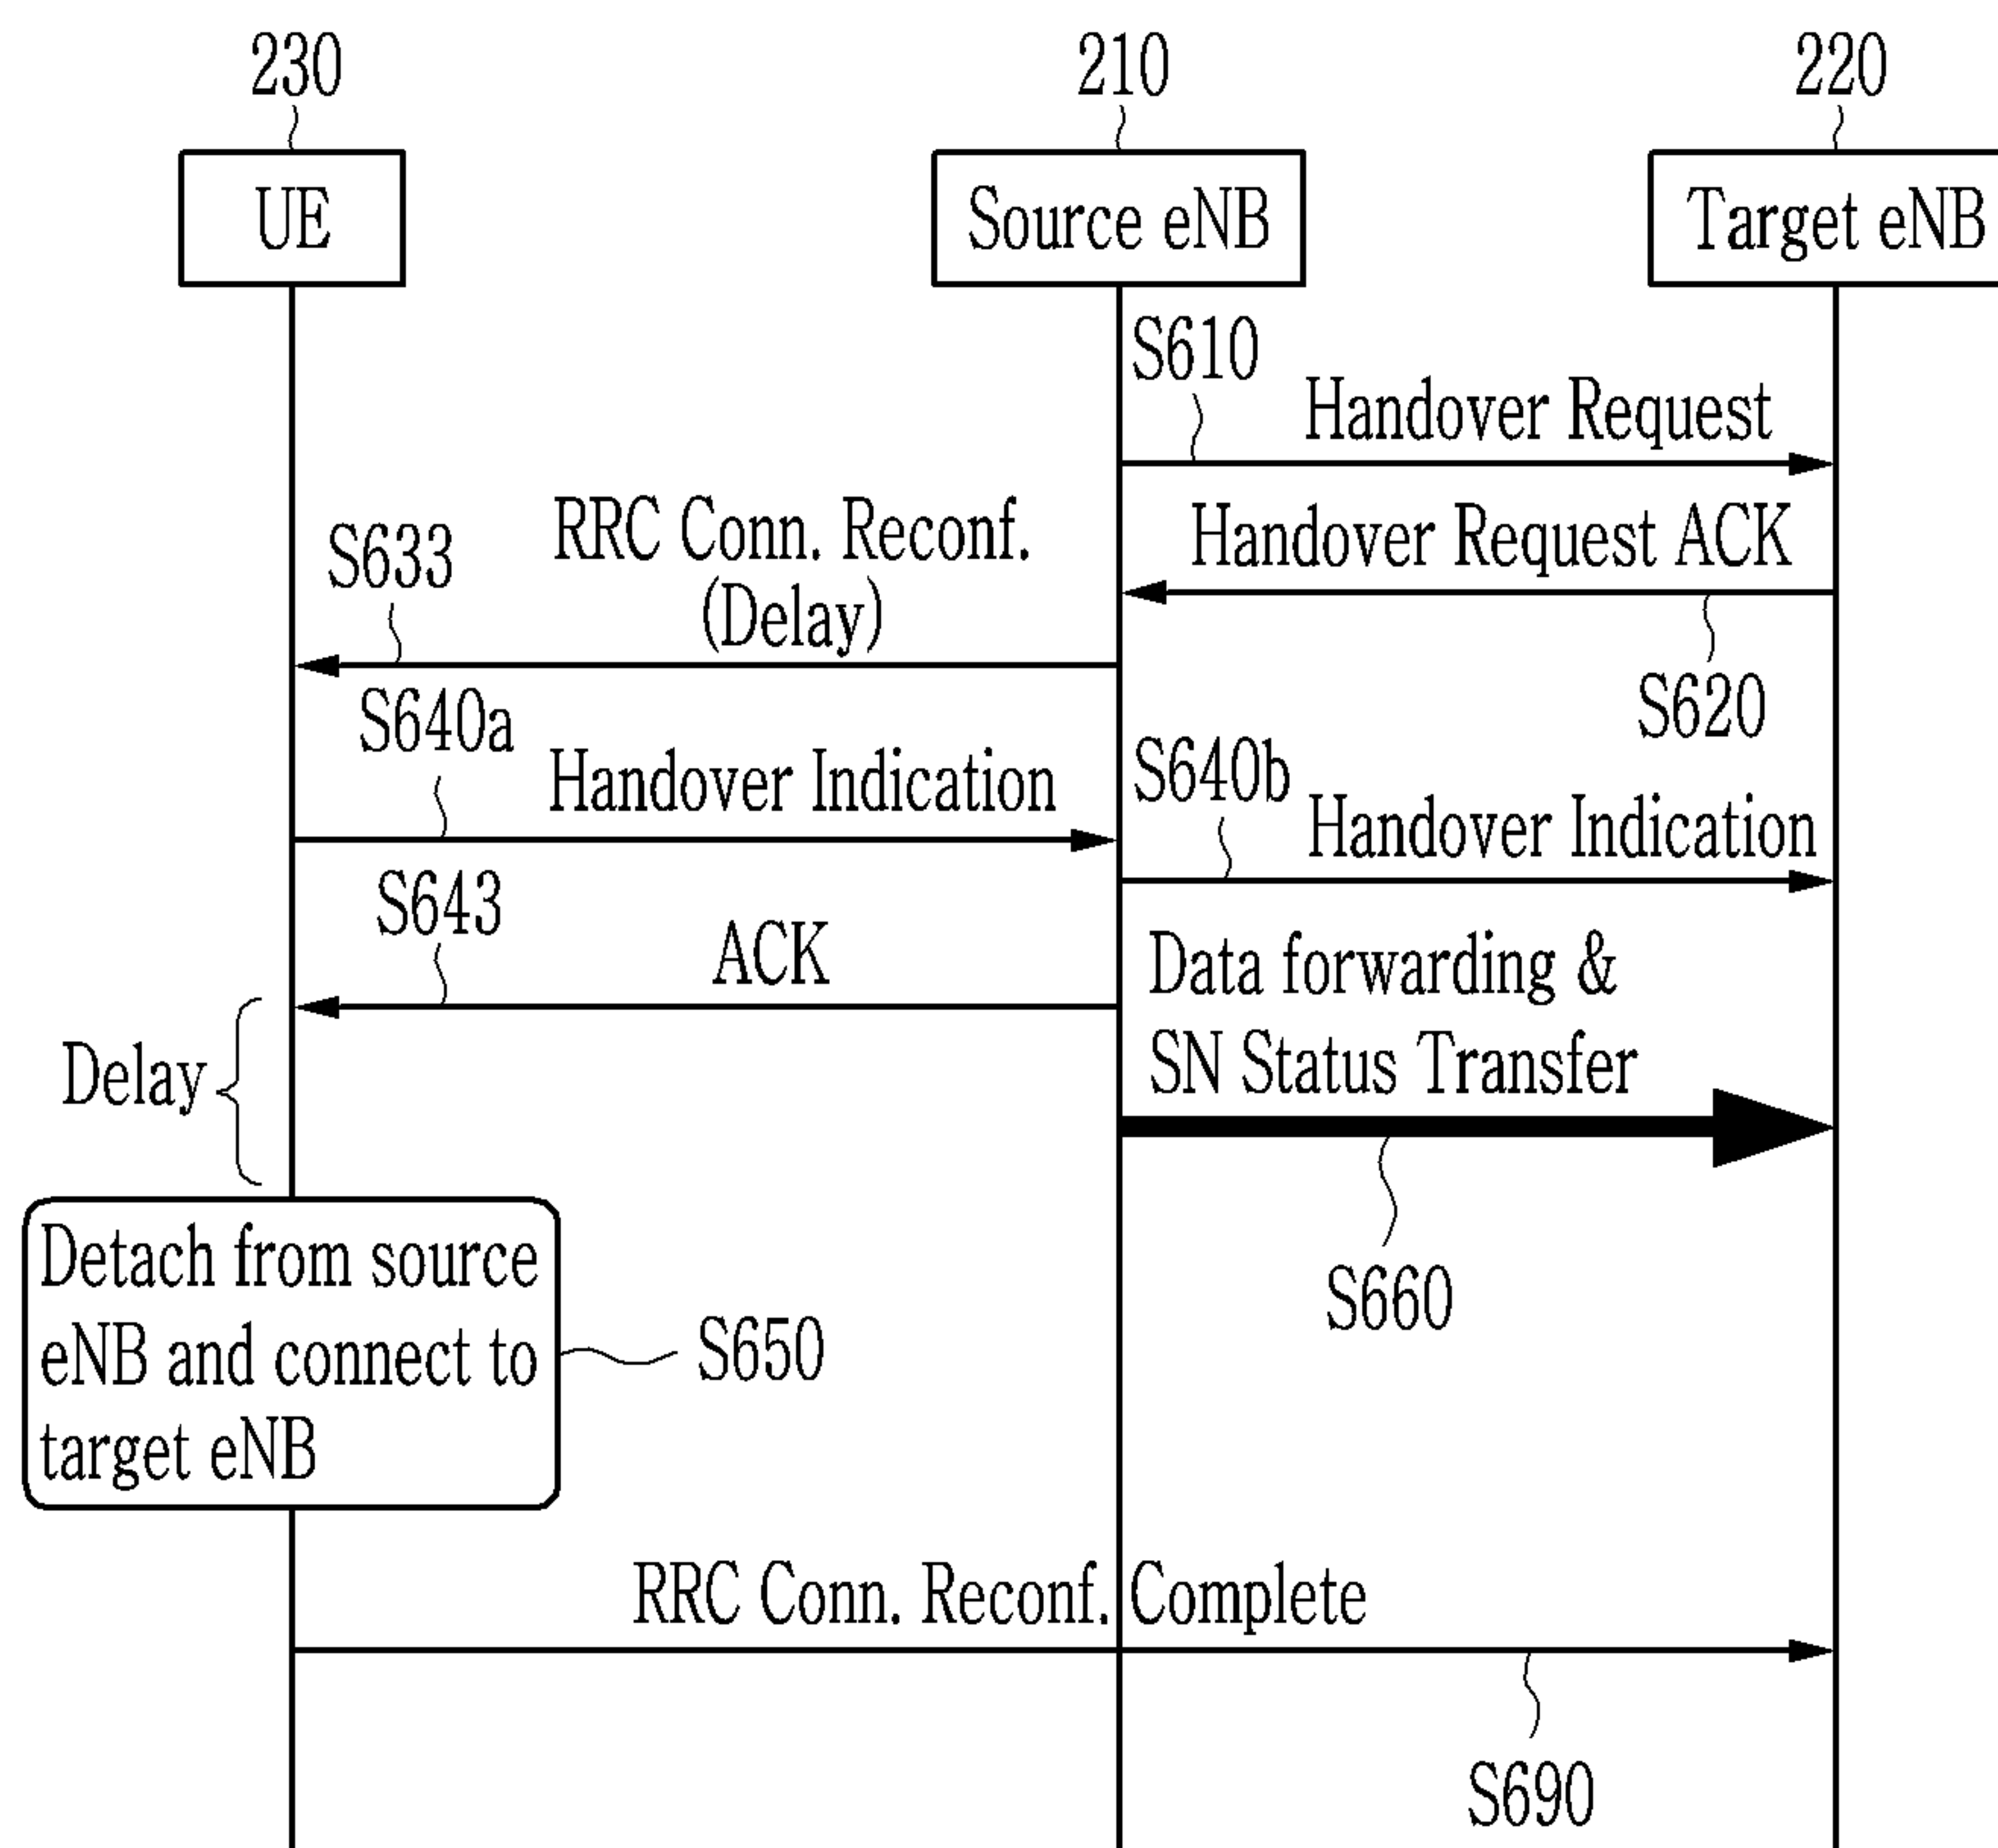 230
210
220
UE
Source eNB
Target eNB
S610
Handover Request
RRC Conn. Reconf.
(Delay)
S633
Handover Request ACK
S620
S640a
Handover Indication
S640b
Handover Indication
S643
ACK
Data forwarding &
SN Status Transfer
Delay
S660
Detach from source
eNB and connect to
target eNB
S650
RRC Conn. Reconf. Complete
S690